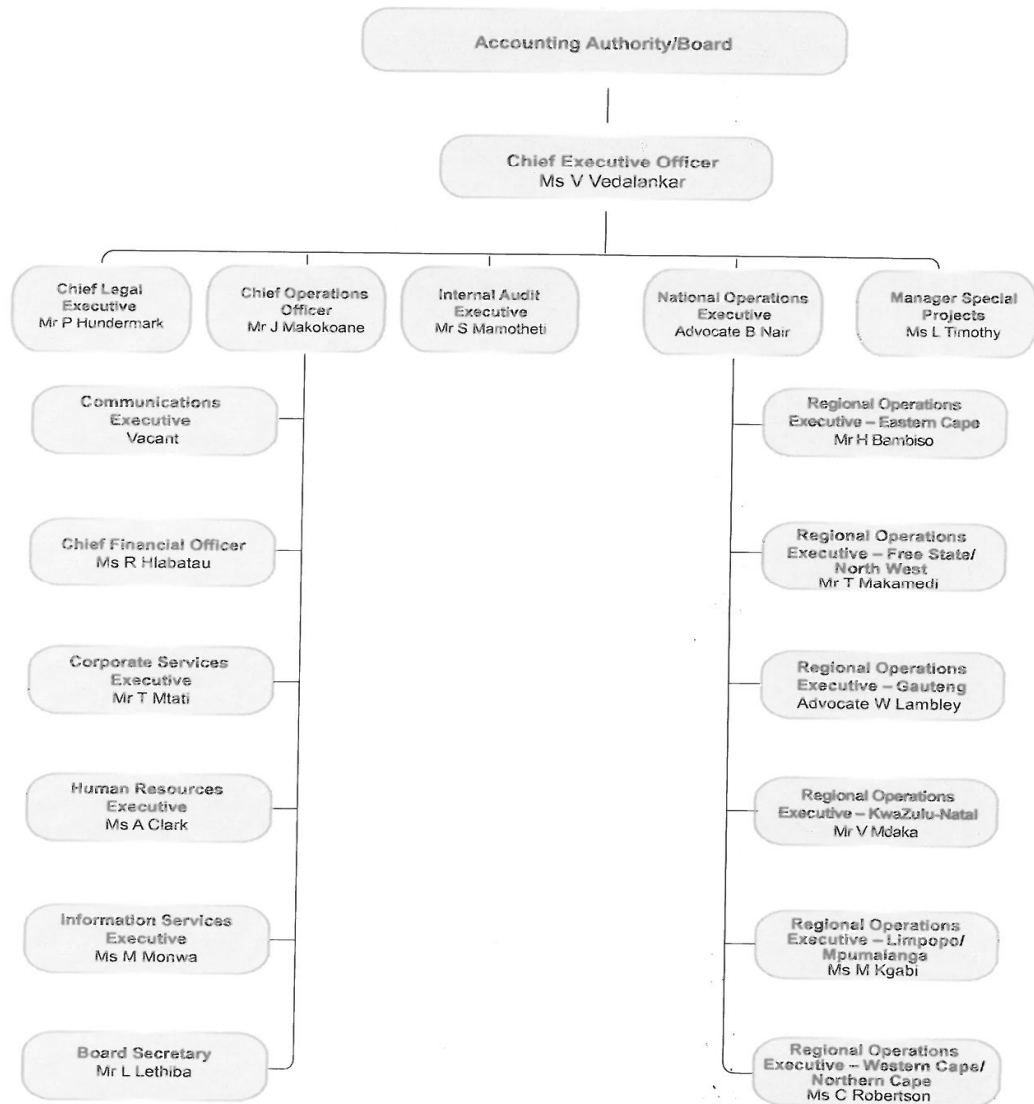 Accounting Authority/Board
Chief Executive Officer
Ms V Vedalankar
Chief Legal
Executive
Mr P Hundermark
Chief Operations
Officer
Mr J Makokoane
Internal Audit
Executive
Mr S Mamotheti
National Operations
Executive
Advocate B Nair
Manager Special
Projects
Ms L Timothy
Communications
Executive
Vacant
Chief Financial Officer
Ms R Hlabatau
Corporate Services
Executive
Mr T Mtati
Human Resources
Executive
Ms A Clark
Information Services
Executive
Ms M Monwa
Board Secretary
Mr L Lethiba
Regional Operations
Executive – Eastern Cape
Mr H Bambiso
Regional Operations
Executive – Free State/
North West
Mr T Makamedi
Regional Operations
Executive – Gauteng
Advocate W Lambley
Regional Operations
Executive – KwaZulu-Natal
Mr V Mdaka
Regional Operations
Executive – Limpopo/
Mpumalanga
Ms M Kgabi
Regional Operations
Executive – Western Cape/
Northern Cape
Ms C Robertson